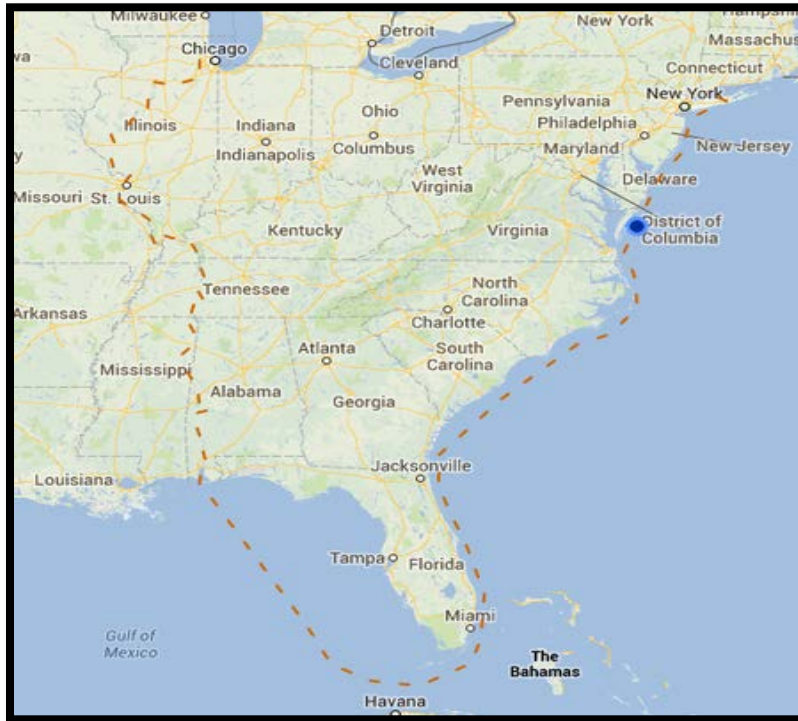 Milwaukee
New York
Hampshire
Detroit
Massachus
Chicago
Cleveland
Connecticut
wa
Pennsylvania
New York
Ohio
Illinois
Indiana
Philadelphia
Indianapolis
Columbus
Maryland
New Jersey
y
West
Virginia
Delaware
Missouri
St. Louis
District of
Columbia
Kentucky
Virginia
Tennessee
North
Carolina
Arkansas
Charlotte
Atlanta
South
Carolina
Mississippi
Alabama
Georgia
Jacksonville
Louisiana
Tampa
Florida
Miami
Gulf of
Mexico
The
Bahamas
Havana